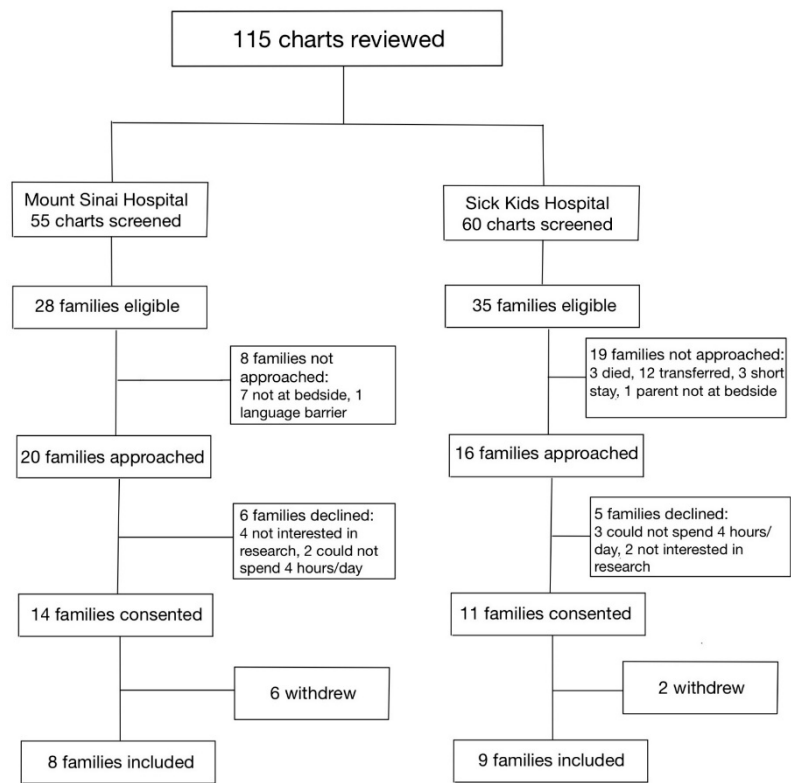 115 charts reviewed
Mount Sinai Hospital
55 charts screened
Sick Kids Hospital
60 charts screened
28 families eligible
35 families eligible
8 families not
approached:
7 not at bedside, 1
language barrier
19 families not approached:
3 died, 12 transferred, 3 short
stay, 1 parent not at bedside
20 families approached
16 families approached
6 families declined:
4 not interested in
research, 2 could not
spend 4 hours/day
5 families declined:
3 could not spend 4 hours/
day, 2 not interested in
research
14 families consented
11 families consented
6 withdrew
2 withdrew
8 families included
9 families included